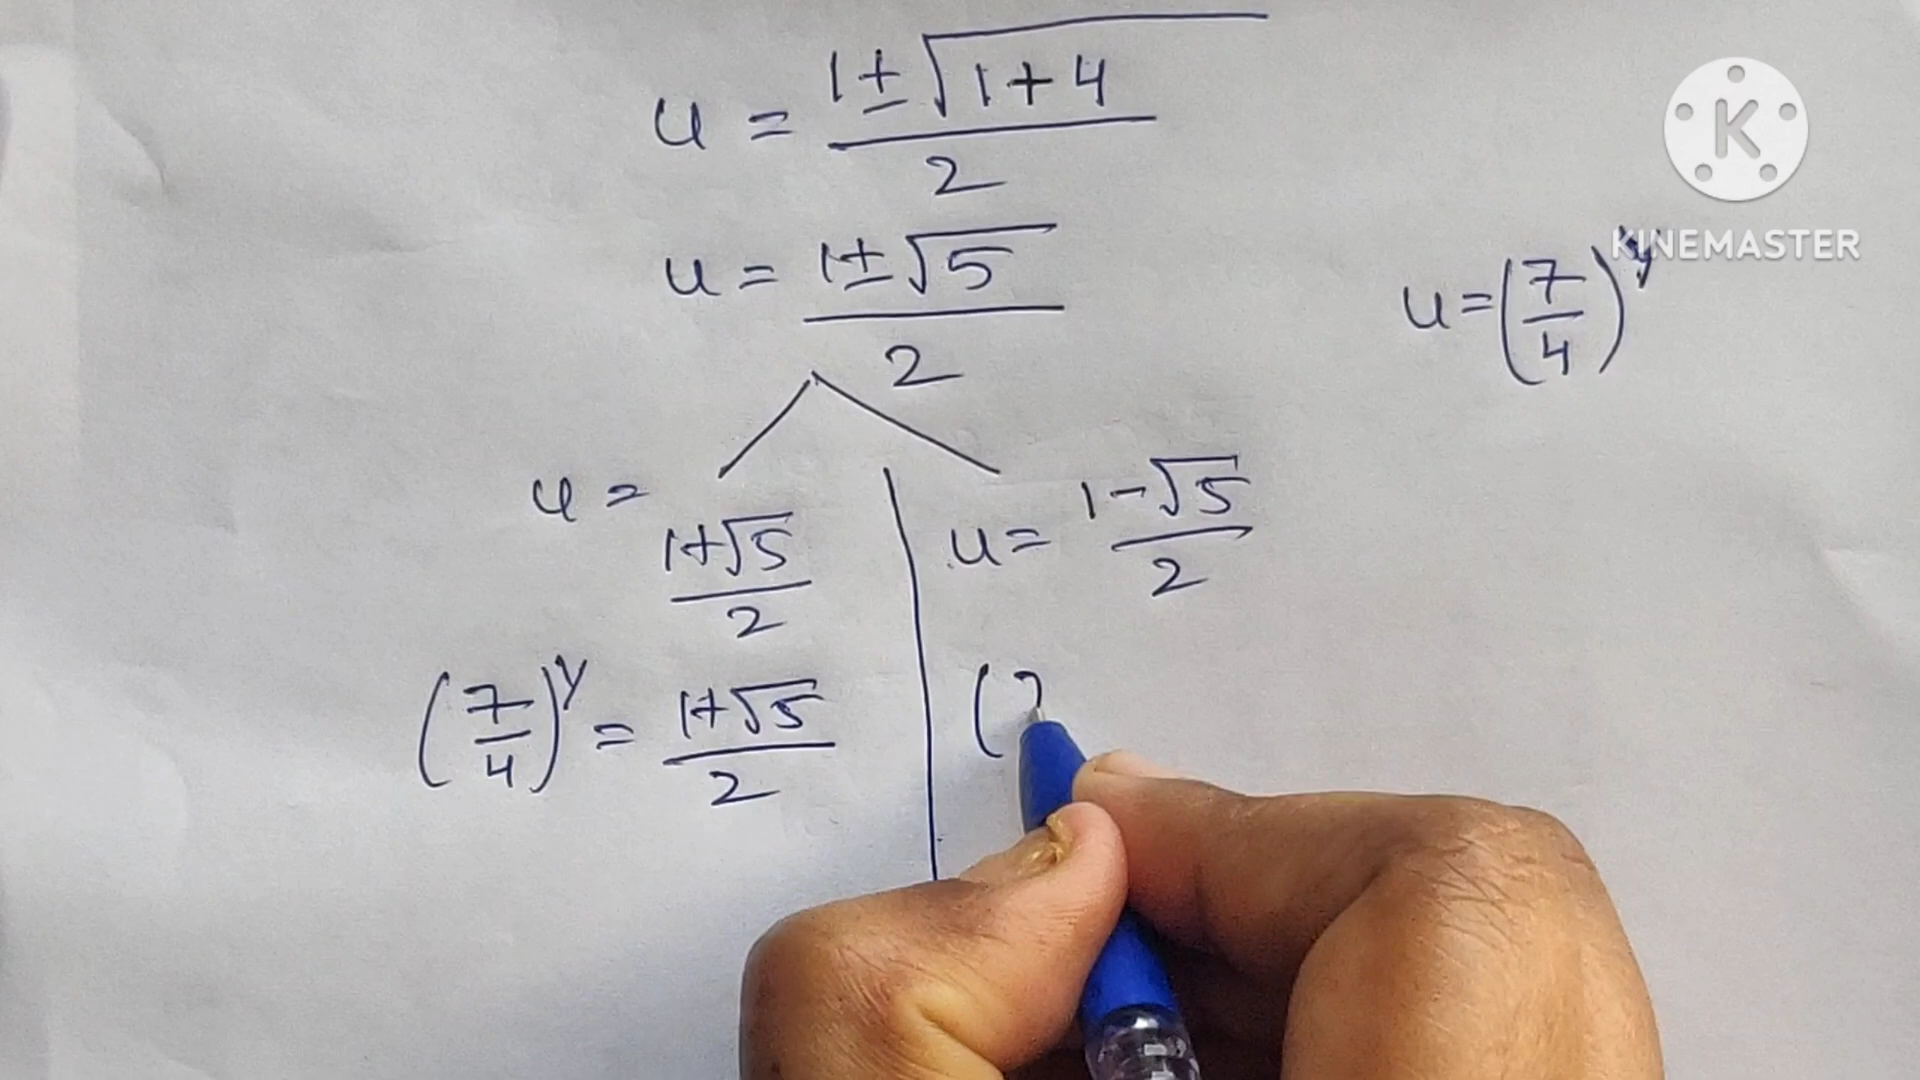 u = (1 ± √(1 + 4)) / 2
u = (1 ± √5) / 2
K
KINEMASTER
u = (7/4)^y
u = (1 + √5) / 2
u = (1 - √5) / 2
(7/4)^y = (1 + √5) / 2
(7